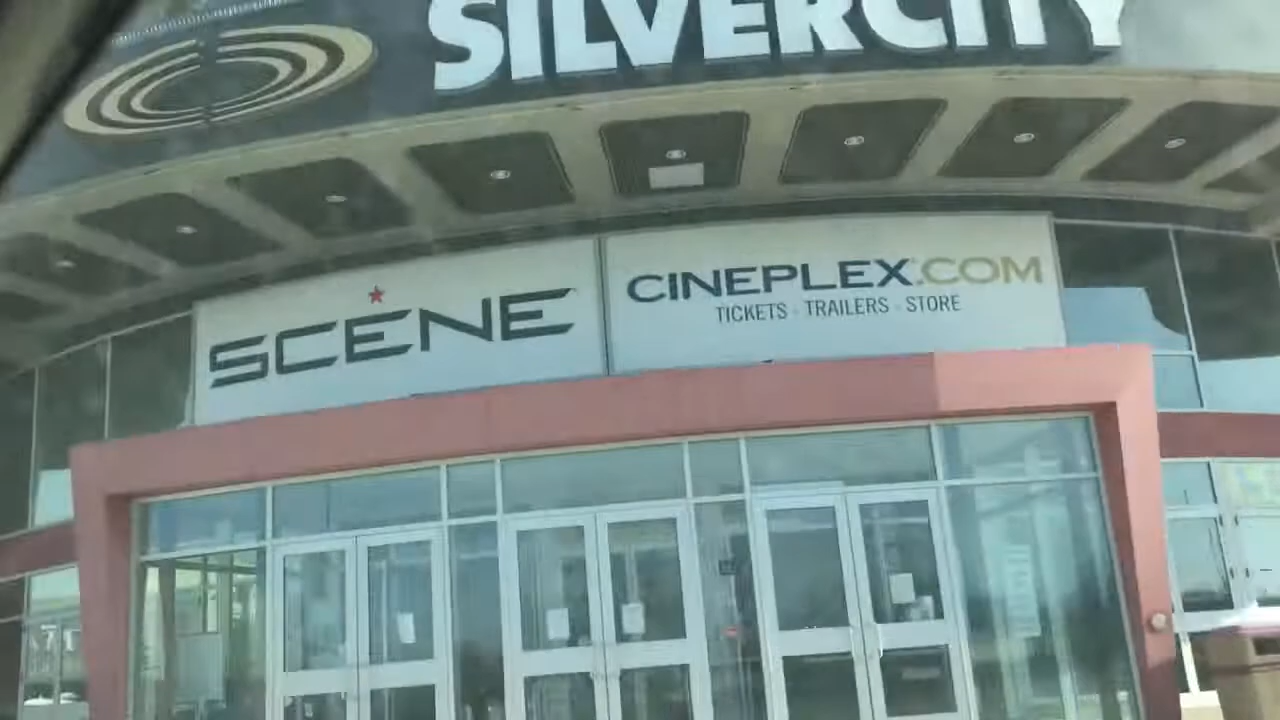 SILVERCITY
SCENE
CINEPLEX.COM
TICKETS · TRAILERS · STORE